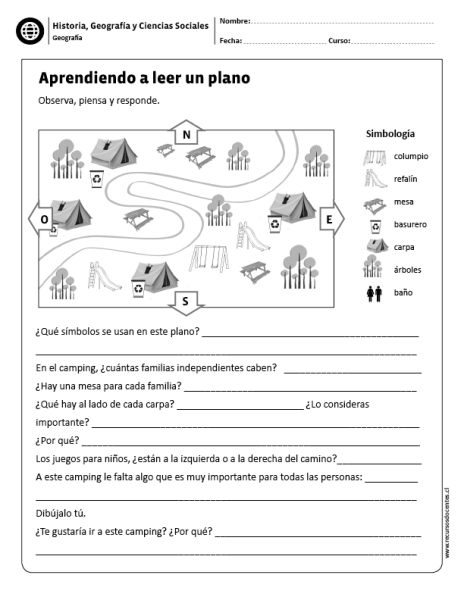 Historia, Geografía y Ciencias Sociales
Geografía
Nombre:
Fecha: Curso:
Aprendiendo a leer un plano
Observa, piensa y responde.
N
O
E
S
Simbología
columpio
refalín
mesa
basurero
carpa
árboles
baño
¿Qué símbolos se usan en este plano?
En el camping, ¿cuántas familias independientes caben?
¿Hay una mesa para cada familia?
¿Qué hay al lado de cada carpa? ¿Lo consideras
importante?
¿Por qué?
Los juegos para niños, ¿están a la izquierda o a la derecha del camino?
A este camping le falta algo que es muy importante para todas las personas:
Dibújalo tú.
¿Te gustaría ir a este camping? ¿Por qué?
www.recursosdocentes.cl